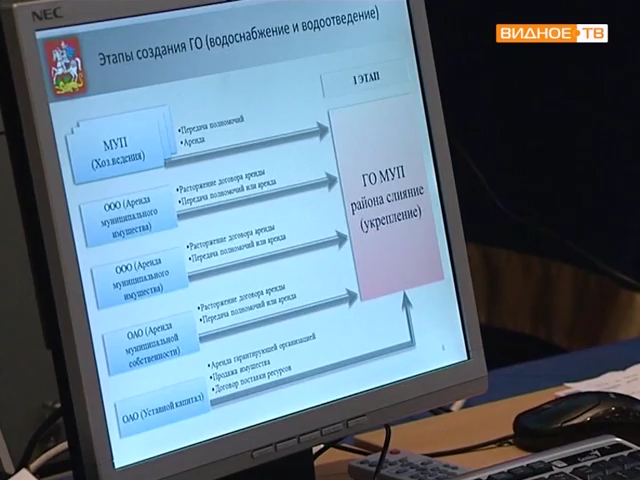 NEC
ВИДНОЕ ТВ
Этапы создания ГО (водоснабжение и водоотведение)
I ЭТАП
МУП
(Хоз.ведения)
•Передача полномочий
•Аренда
ООО (Аренда
муниципального
имущества)
•Расторжение договора аренды
•Передача полномочий или аренда
ООО (Аренда
муниципального
имущества)
•Расторжение договора аренды
•Передача полномочий или аренда
ОАО (Аренда
муниципальной
собственности)
•Расторжение договора аренды
•Передача полномочий или аренда
ОАО (Уставной капитал)
•Аренда гарантирующей организацией
•Продажа имущества
•Договор поставки ресурсов
ГО МУП
района слияние
(укрепление)